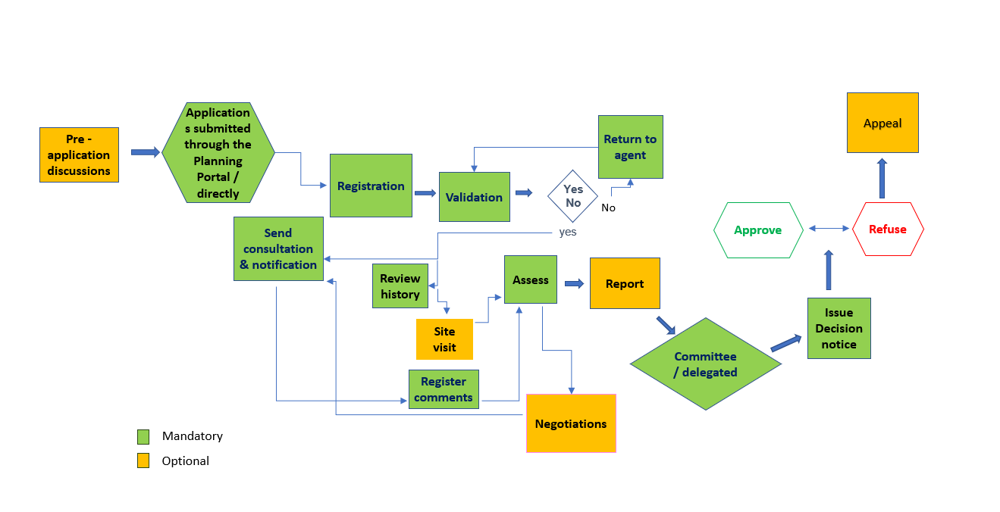 Pre -
application
discussions
Application
s submitted
through the
Planning
Portal /
directly
Registration
Validation
Yes
No
Return to
agent
No
yes
Send
consultation
& notification
Review
history
Site
visit
Register
comments
Assess
Negotiations
Report
Committee
/ delegated
Issue
Decision
notice
Approve
Refuse
Appeal
Mandatory
Optional